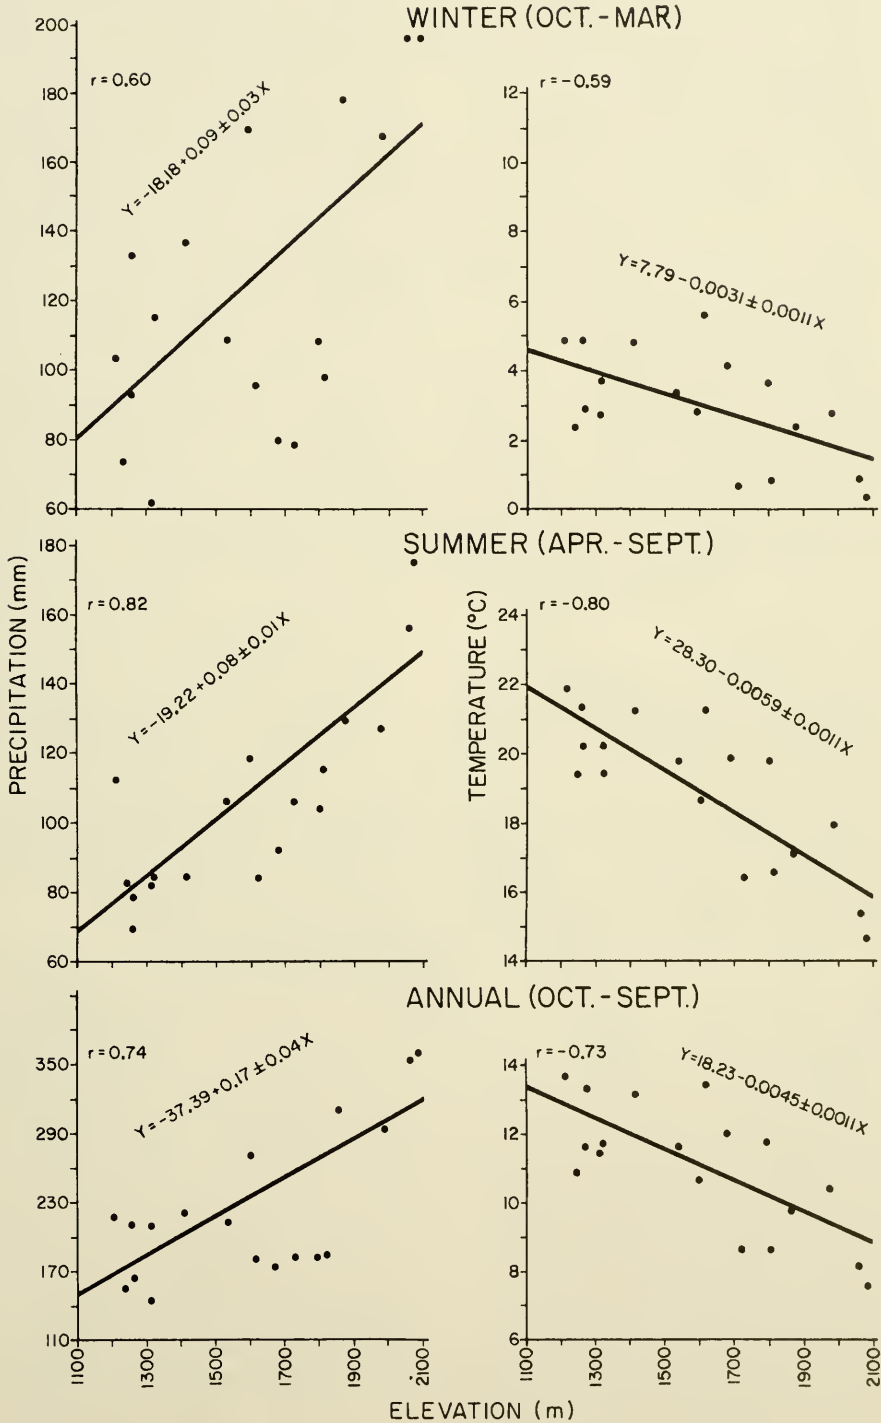 WINTER (OCT.-MAR)
200
180
160
140
120
100
80
60
r = 0.60
Y=-18.18+0.09±0.03X
12
10
8
6
4
2
0
r=-0.59
Y=7.79-0.0031±0.0011X
SUMMER (APR.-SEPT.)
PRECIPITATION (mm)
180
160
140
120
100
80
60
r = 0.82
Y=-19.22+0.08±0.01X
TEMPERATURE (°C)
24
22
20
18
16
14
r=-0.80
Y=28.30-0.0059±0.0011X
ANNUAL (OCT.-SEPT.)
350
290
230
170
110
r = 0.74
Y=-37.39+0.17±0.04X
1100
1300
1500
1700
1900
2100
14
12
10
8
6
r=-0.73
Y=18.23-0.0045±0.0011X
1100
1300
1500
1700
1900
2100
ELEVATION (m)